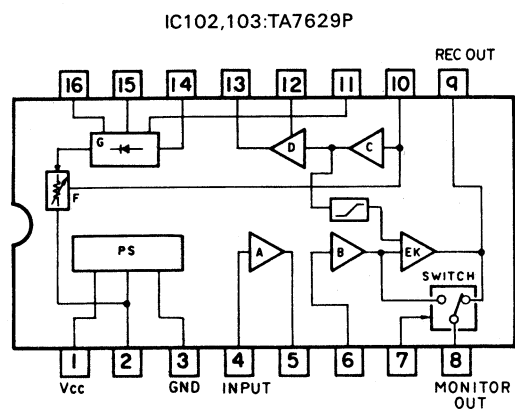 IC102,103:TA7629P
REC OUT
16 15 14 13 12 11 10 9
G
D
C
F
PS
A
B
EK
SWITCH
1 2 3 4 5 6 7 8
Vcc GND INPUT MONITOR
OUT